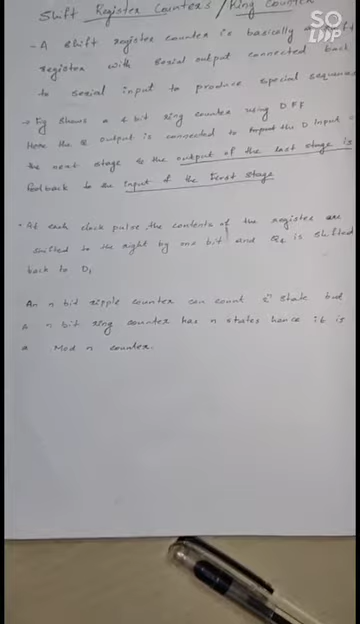 Shift Register Counters / Ring Counter
SO
LOOP
- A shift register counter is basically a shift
register with serial output connected back
to serial input to produce special sequences
→ Fig shows a 4 bit ring counter using D FF
Here the Q output is connected to the D Input
the next stage & the output of the last stage is
feed back to the input of the first stage
• At each clock pulse the contents of the register are
shifted to the right by one bit and Q4 is shifted
back to D1
An n bit ripple counter can count 2ⁿ state but
a n bit ring counter has n states hence it is
a Mod n counter.